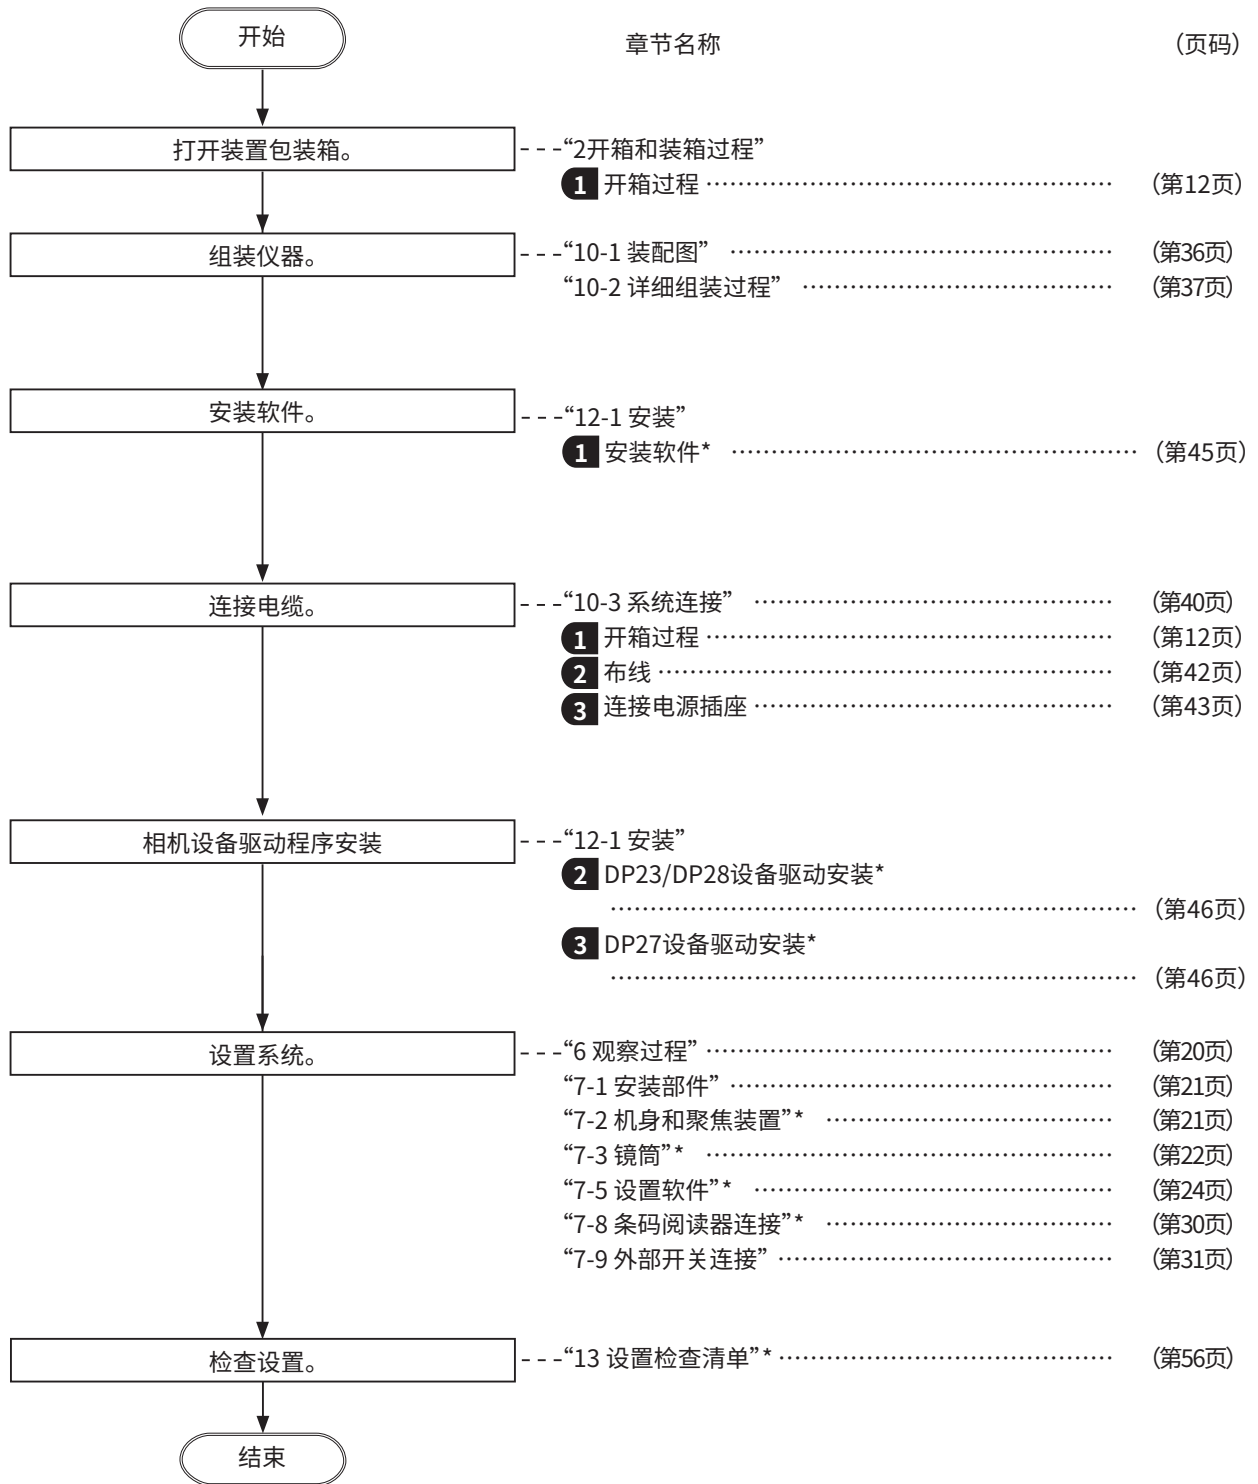 开始
章节名称 （页码）
打开装置包装箱。 “2开箱和装箱过程”
1 开箱过程 …………………………………………… （第12页）
组装仪器。 “10-1 装配图” ………………………………………… （第36页）
“10-2 详细组装过程” ………………………………… （第37页）
安装软件。 “12-1 安装”
1 安装软件* …………………………………………… （第45页）
连接电缆。 “10-3 系统连接” ……………………………………… （第40页）
1 开箱过程 …………………………………………… （第12页）
2 布线 ………………………………………………… （第42页）
3 连接电源插座 ……………………………………… （第43页）
相机设备驱动程序安装 “12-1 安装”
2 DP23/DP28设备驱动安装*
………………………………………………………… （第46页）
3 DP27设备驱动安装*
………………………………………………………… （第46页）
设置系统。 “6 观察过程” …………………………………………… （第20页）
“7-1 安装部件” ………………………………………… （第21页）
“7-2 机身和聚焦装置”* ……………………………… （第21页）
“7-3 镜筒”* …………………………………………… （第22页）
“7-5 设置软件”* ……………………………………… （第24页）
“7-8 条码阅读器连接”* ……………………………… （第30页）
“7-9 外部开关连接” …………………………………… （第31页）
检查设置。 “13 设置检查清单”* …………………………………… （第56页）
结束